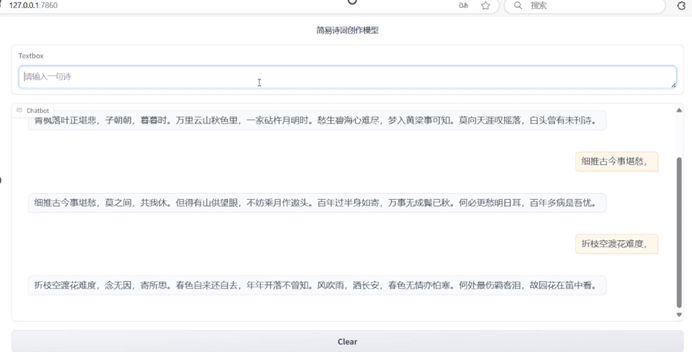 127.0.0.1:7860
搜索
简易诗词创作模型
Textbox
请输入一句诗
Chatbot
青枫落叶正堪悲，子朝朝，暮暮时。万里云山秋色里，一家砧杵月明时。愁生碧海心难尽，梦入黄梁事可知。莫向天涯叹摇落，白头曾有未刊诗。
细推古今事堪愁，
细推古今事堪愁，莫之间，共我休。但得有山供望眼，不妨乘月作遨头。百年过半身如寄，万事无成鬓已秋。何必更愁明日耳，百年多病是吾忧。
折枝空渡花难度，
折枝空渡花难度，念无因，寄所思。春色自来还自去，年年开落不曾知。风吹雨，洒长安，春色无情亦怕寒。何处最伤羁客泪，故园花在笛中看。
Clear